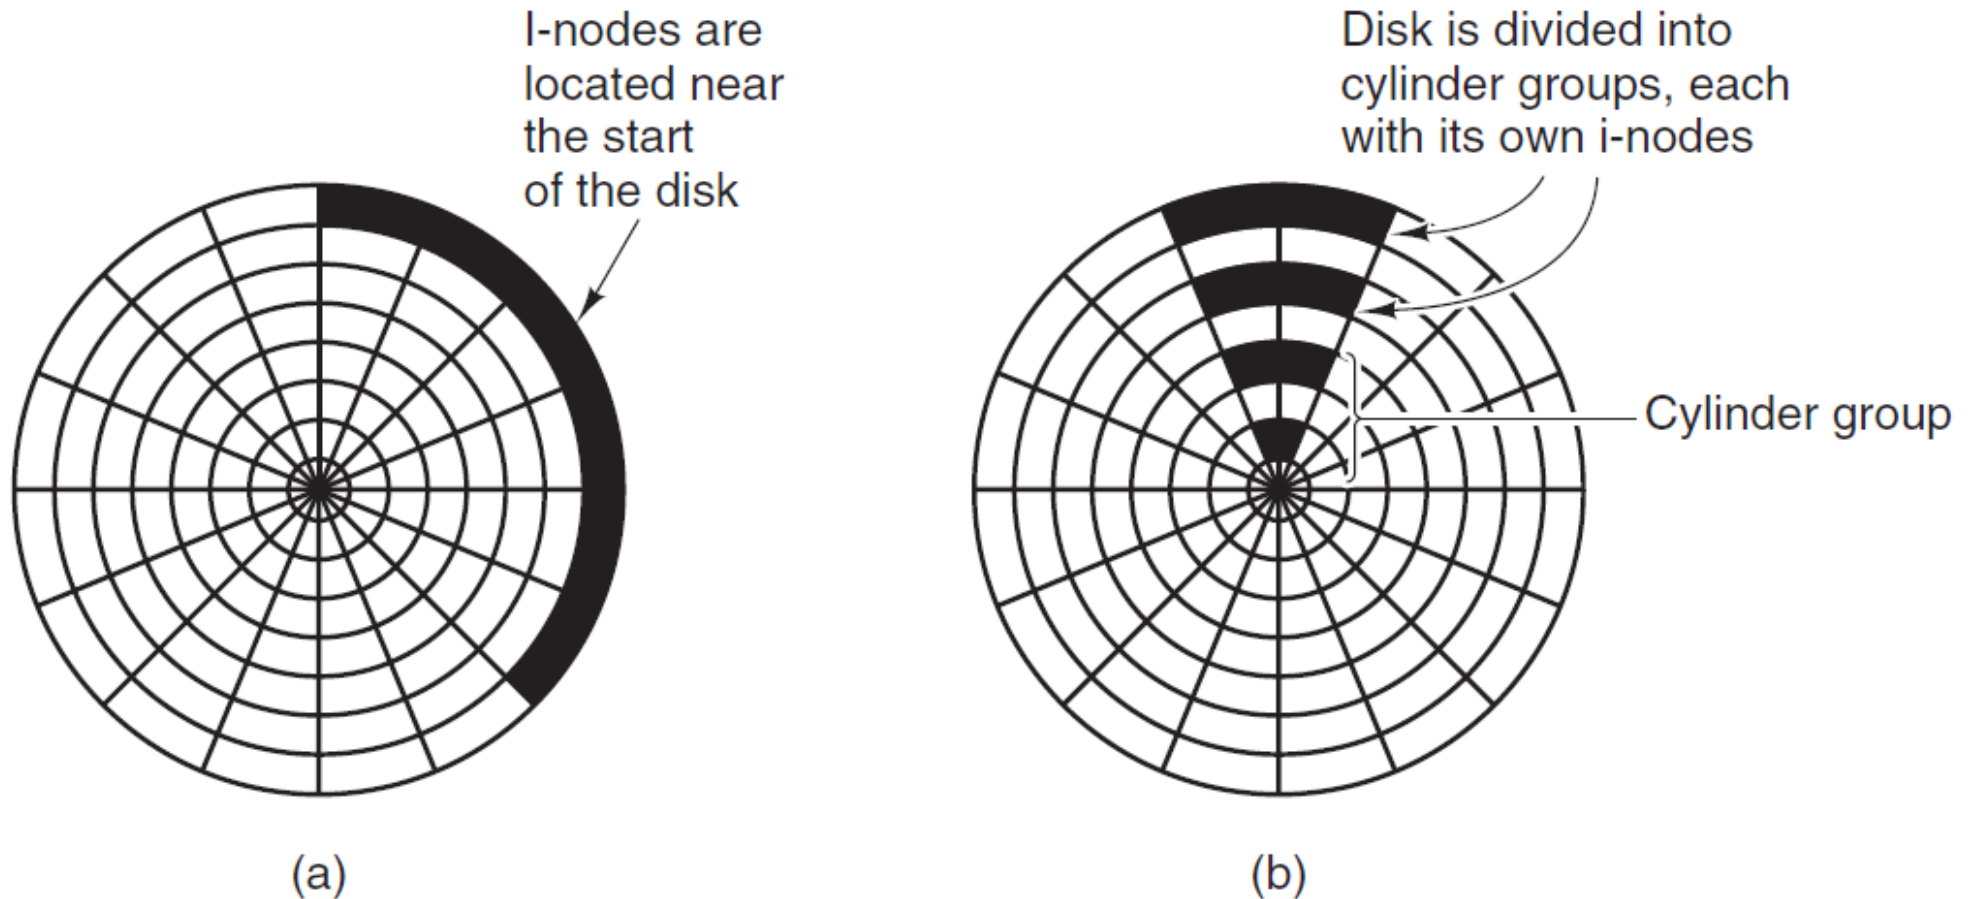 I-nodes are
located near
the start
of the disk
Disk is divided into
cylinder groups, each
with its own i-nodes
Cylinder group
(a)
(b)